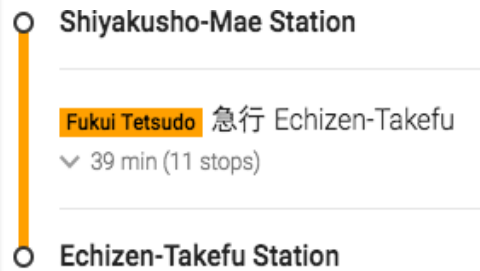 Shiyakusho-Mae Station
Fukui Tetsudo 急行 Echizen-Takefu
39 min (11 stops)
Echizen-Takefu Station